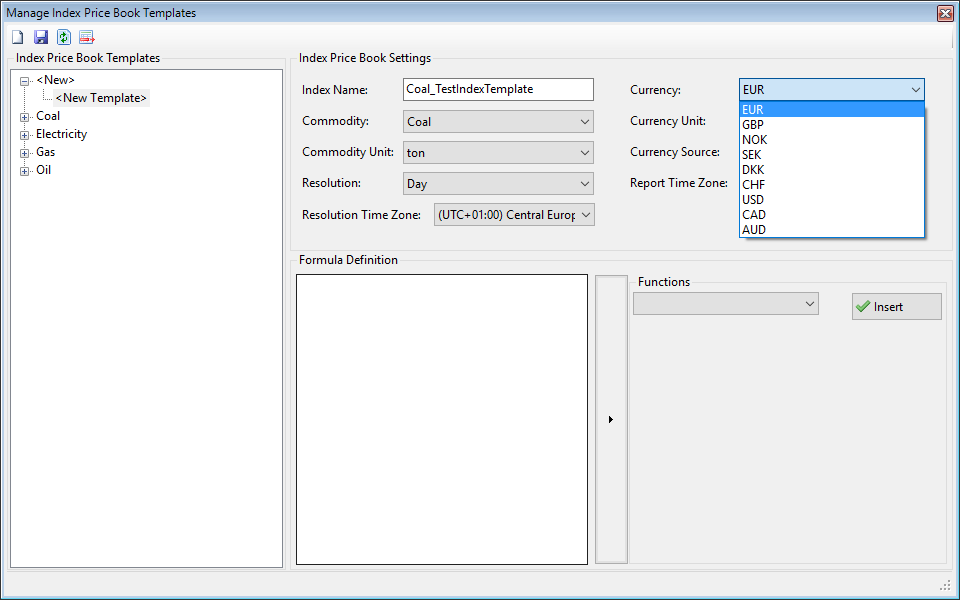 Manage Index Price Book Templates
Index Price Book Templates
<New>
<New Template>
Coal
Electricity
Gas
Oil
Index Price Book Settings
Index Name: Coal_TestIndexTemplate
Commodity: Coal
Commodity Unit: ton
Resolution: Day
Resolution Time Zone: (UTC+01:00) Central Europ
Currency: EUR
EUR
GBP
NOK
SEK
DKK
CHF
USD
CAD
AUD
Currency Unit:
Currency Source:
Report Time Zone:
Formula Definition
Functions
Insert